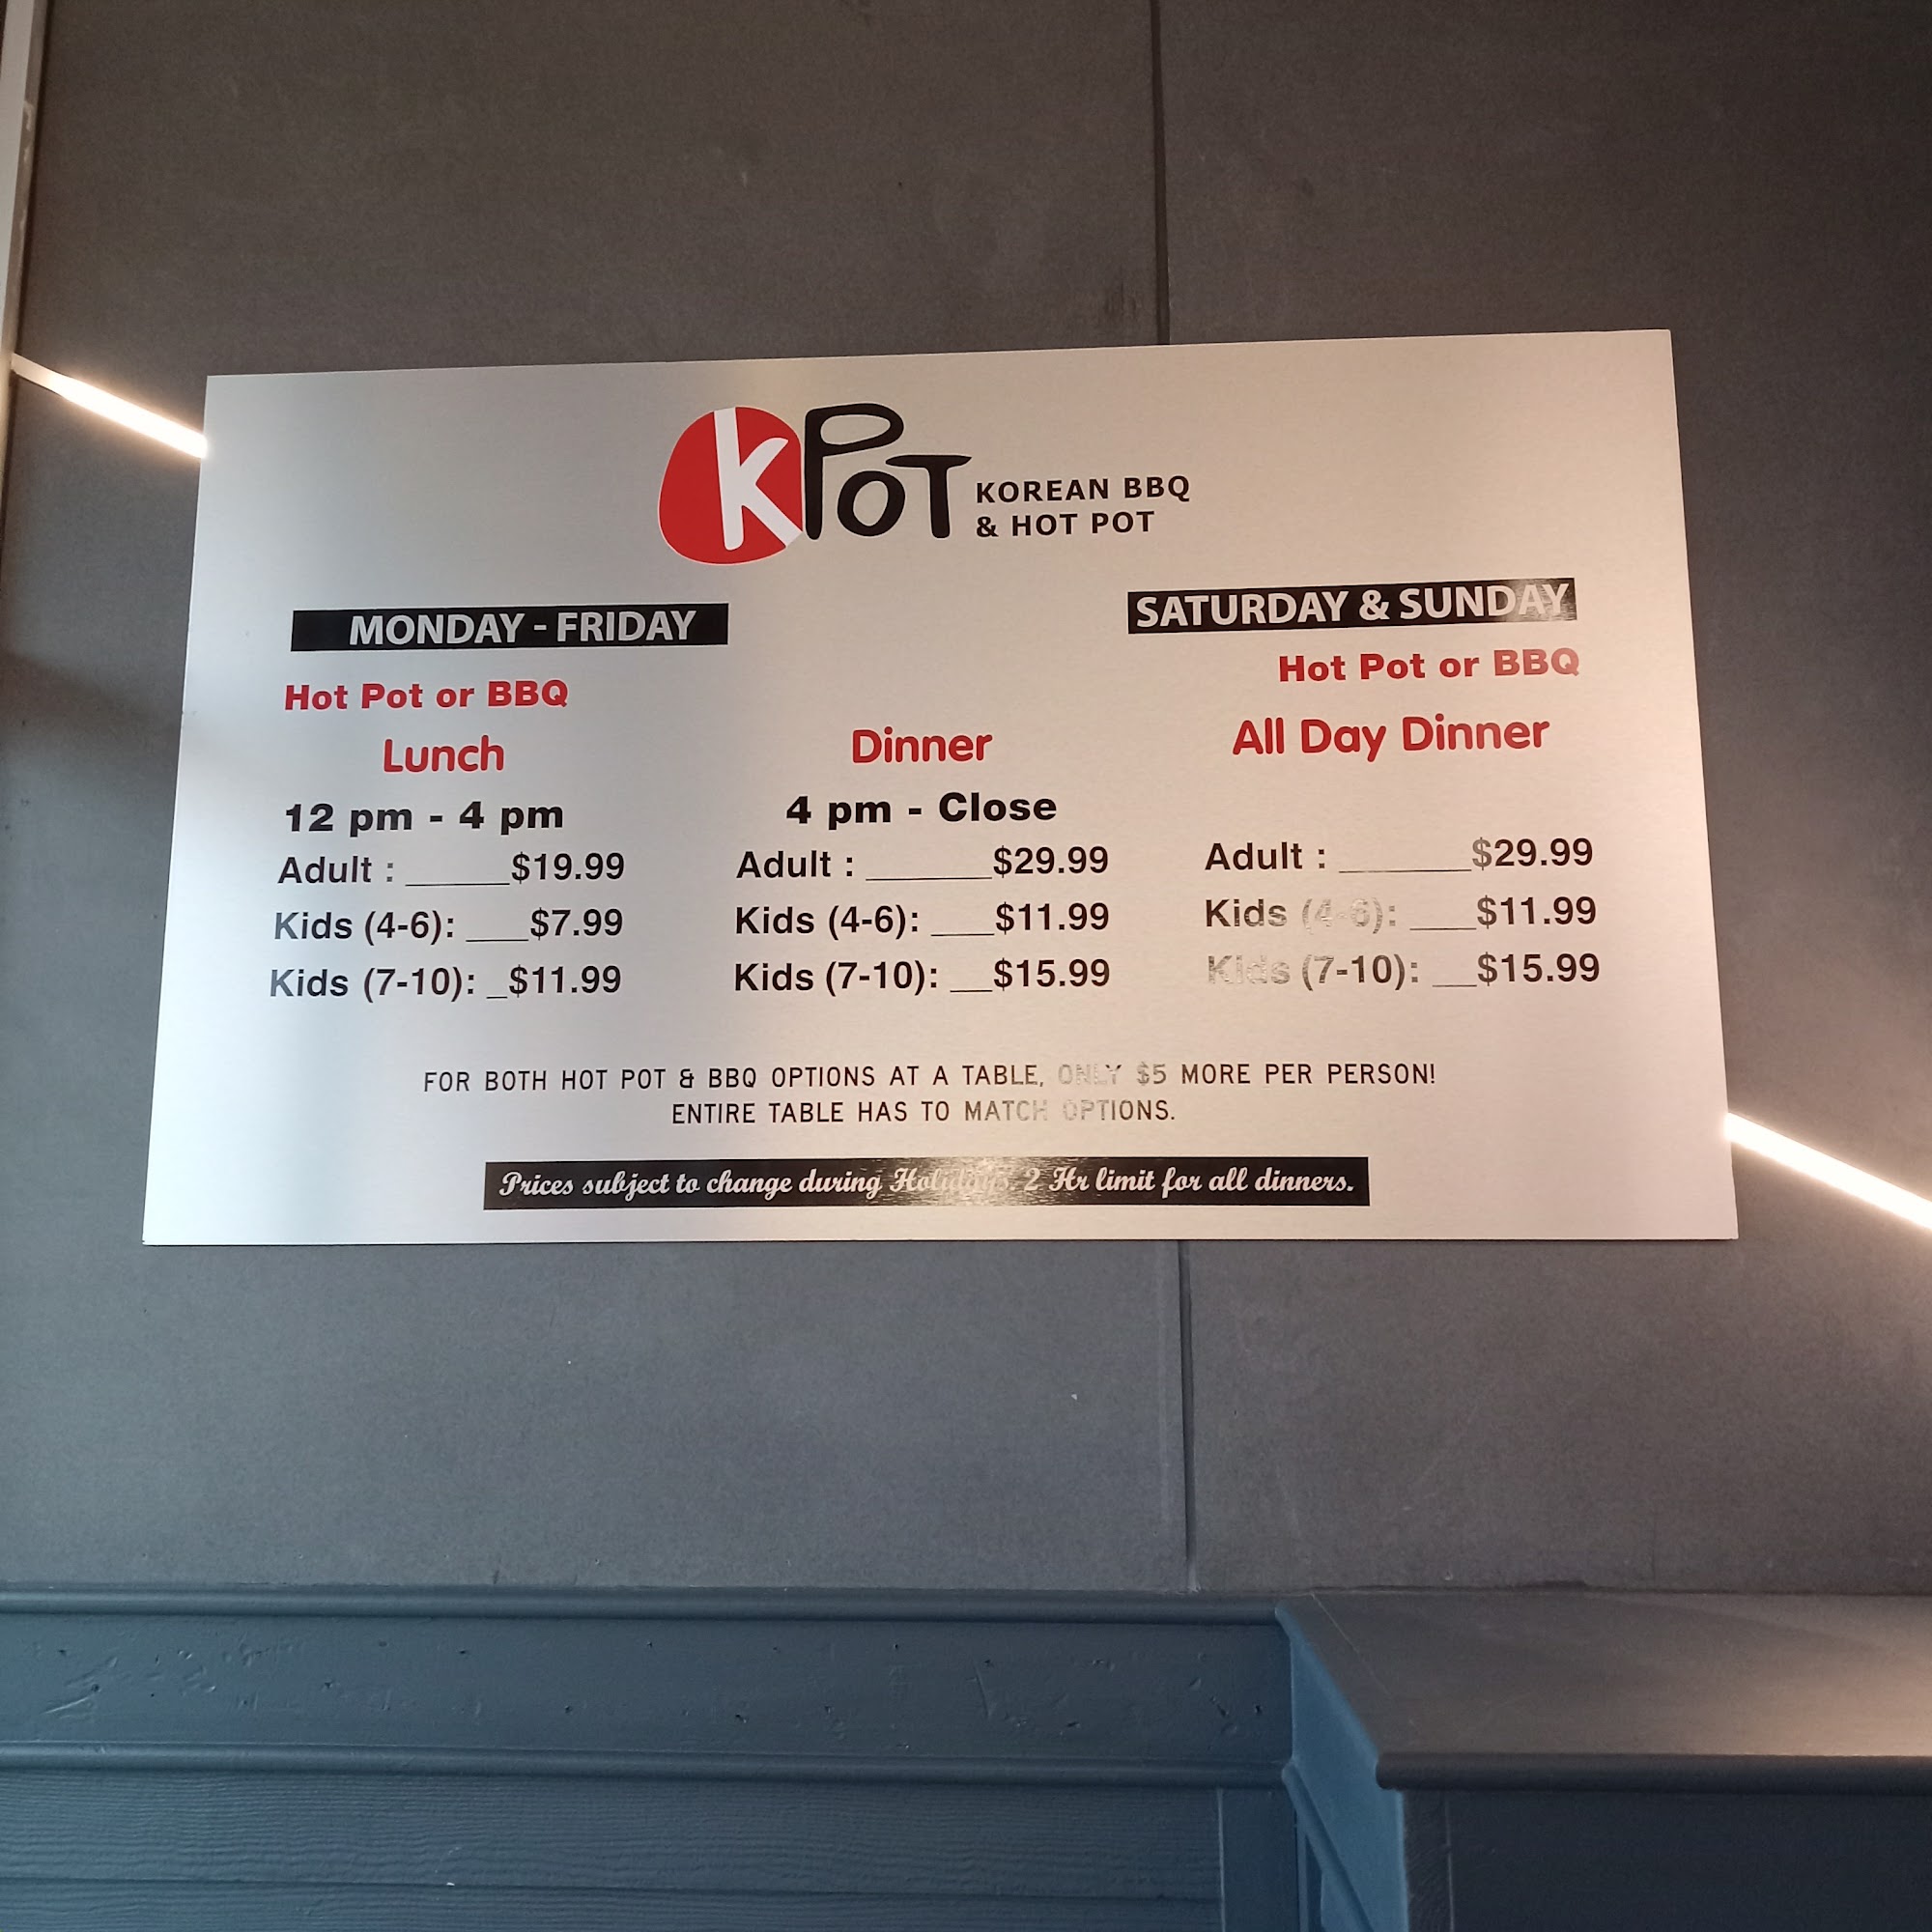 KPOT KOREAN BBQ
& HOT POT
MONDAY - FRIDAY
Hot Pot or BBQ
Lunch
12 pm - 4 pm
Adult : _____$19.99
Kids (4-6): ___$7.99
Kids (7-10): _$11.99
Dinner
4 pm - Close
Adult : ______$29.99
Kids (4-6): ___$11.99
Kids (7-10): __$15.99
SATURDAY & SUNDAY
Hot Pot or BBQ
All Day Dinner
Adult : ______$29.99
Kids (4-6): ___$11.99
Kids (7-10): __$15.99
FOR BOTH HOT POT & BBQ OPTIONS AT A TABLE, ONLY $5 MORE PER PERSON!
ENTIRE TABLE HAS TO MATCH OPTIONS.
Prices subject to change during Holidays. 2 Hr limit for all dinners.